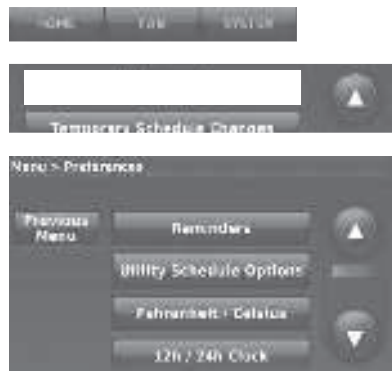 HOME FAN SYSTEM
Temporary Schedule Changes
Menu > Preferences
Previous Menu
Reminders
Utility Schedule Options
Fahrenheit / Celsius
12h / 24h Clock